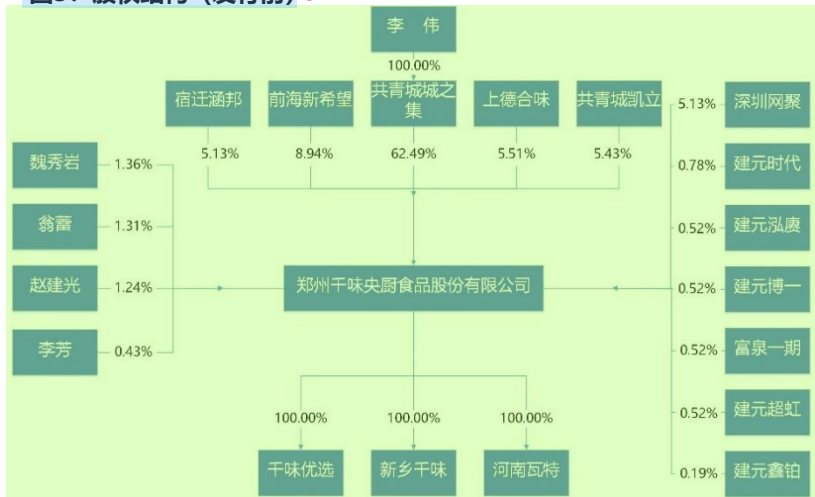 李 伟
100.00%
宿迁涵邦
前海新希望
共青城城之
集
上德合味
共青城凯立
5.13%
8.94%
62.49%
5.51%
5.43%
魏秀岩
1.36%
翁蕾
1.31%
赵建光
1.24%
李芳
0.43%
郑州千味央厨食品股份有限公司
5.13%
深圳网聚
0.78%
建元时代
0.52%
建元泓赓
0.52%
建元博一
0.52%
富泉一期
0.52%
建元超虹
0.19%
建元鑫铂
100.00%
100.00%
100.00%
千味优选
新乡千味
河南瓦特